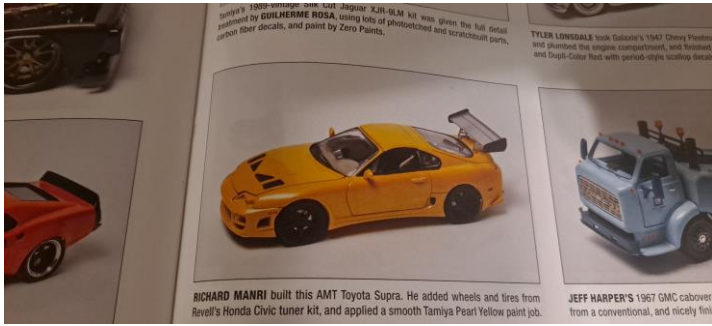 Tamiya's 1989-vintage Silk Cut Jaguar XJR-9LM kit was given the full detail
treatment by GUILHERME ROSA, using lots of photoetched and scratchbuilt parts,
carbon fiber decals, and paint by Zero Paints.
TYLER LONSDALE took Galaxie's 1947 Chevy
and plumbed the engine compartment, and finished
and Dupli-Color Red with period-style scallop decals
RICHARD MANRI built this AMT Toyota Supra. He added wheels and tires from
Revell's Honda Civic tuner kit, and applied a smooth Tamiya Pearl Yellow paint job.
JEFF HARPER'S 1967 GMC cabover
from a conventional, and nicely